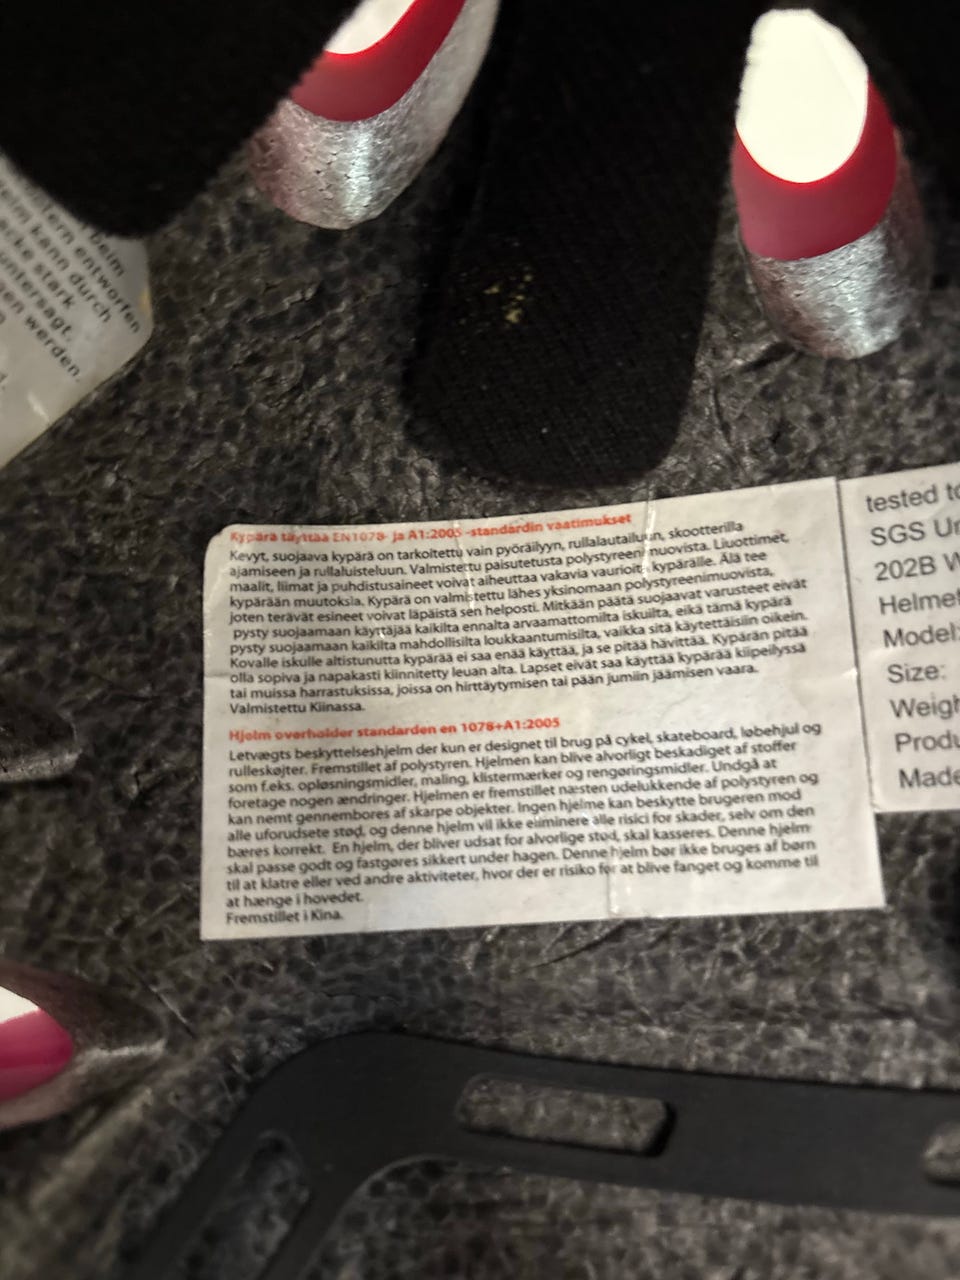 beim
entworfen
kann durch
stark
untersagt.
werden.
Kypärä täyttää EN1078- ja A1:2005 -standardin vaatimukset
Kevyt, suojaava kypärä on tarkoitettu vain pyöräilyyn, rullalautailuun, skootterilla
ajamiseen ja rullaluisteluun. Valmistettu paisutetusta polystyreeni nuovista. Liuottimet,
maalit, liimat ja puhdistusaineet voivat aiheuttaa vakavia vaurioita kypärälle. Älä tee
kypärään muutoksia. Kypärä on valmistettu lähes yksinomaan polystyreenimuovista,
joten terävät esineet voivat läpäistä sen helposti. Mitkään päätä suojaavat varusteet eivät
pysty suojaamaan käyttäjää kaikilta ennalta arvaamattomilta iskuilta, eikä tämä kypärä
pysty suojaamaan kaikilta mahdollisilta loukkaantumisilta, vaikka sitä käytettäisiin oikein.
Kovalle iskulle altistunutta kypärää ei saa enää käyttää, ja se pitää hävittää. Kypärän pitää
olla sopiva ja napakasti kiinnitetty leuan alta. Lapset eivät saa käyttää kypärää kiipeilyssä
tai muissa harrastuksissa, joissa on hirttäytymisen tai pään jumiin jäämisen vaara.
Valmistettu Kiinassa.
Hjelm overholder standarden en 1078+A1:2005
Letvægts beskyttelseshjelm der kun er designet til brug på cykel, skateboard, løbehjul og
rulleskøjter. Fremstillet af polystyren. Hjelmen kan blive alvorligt beskadiget af stoffer
som f.eks. opløsningsmidler, maling, klistermærker og rengøringsmidler. Undgå at
foretage nogen ændringer. Hjelmen er fremstillet næsten udelukkende af polystyren og
kan nemt gennembores af skarpe objekter. Ingen hjelme kan beskytte brugeren mod
alle uforudsete stød, og denne hjelm vil ikke eliminere alle risici for skader, selv om den
bæres korrekt. En hjelm, der bliver udsat for alvorlige stød, skal kasseres. Denne hjelm
skal passe godt og fastgøres sikkert under hagen. Denne hjelm bør ikke bruges af børn
til at klatre eller ved andre aktiviteter, hvor der er risiko for at blive fanget og komme til
at hænge i hovedet.
Fremstillet i Kina.
tested to
SGS
202B
Helmet
Model:
Size:
Weigh
Produ
Made